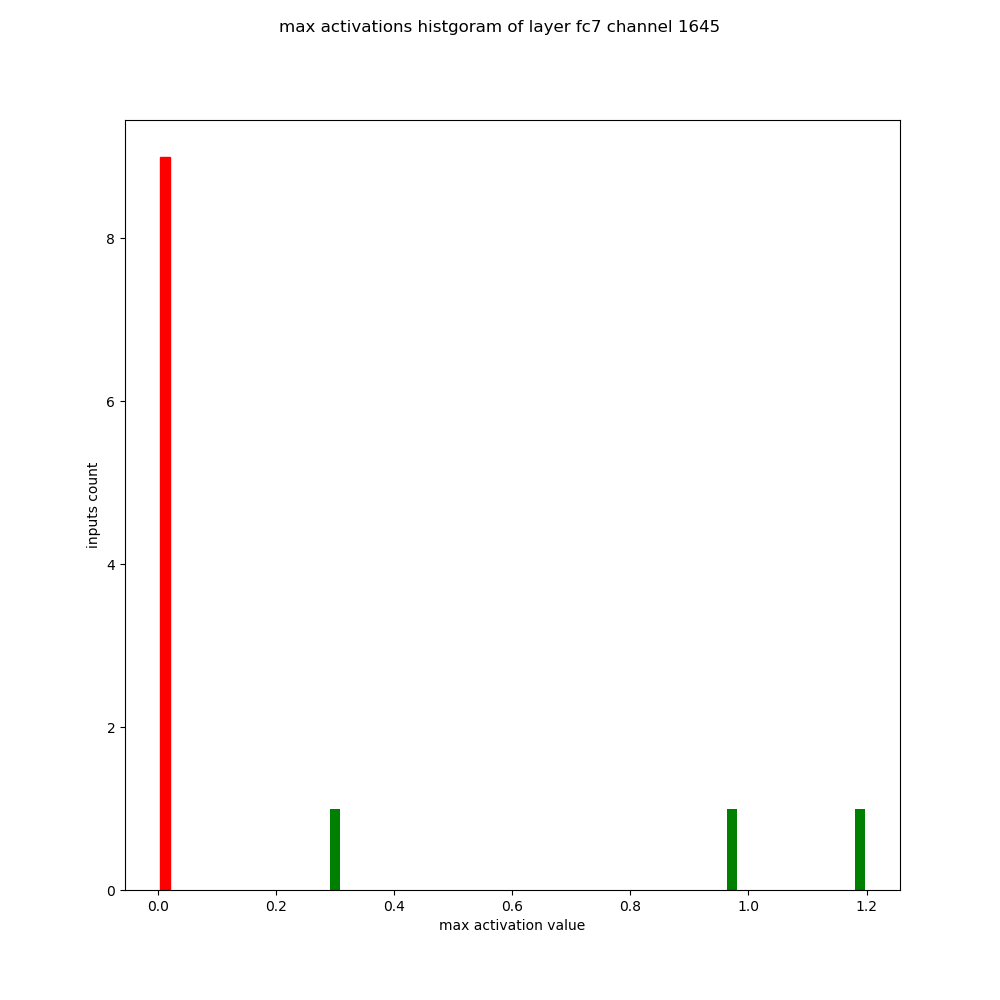 max activations histgoram of layer fc7 channel 1645
8
6
4
2
0
inputs count
0.0 0.2 0.4 0.6 0.8 1.0 1.2
max activation value